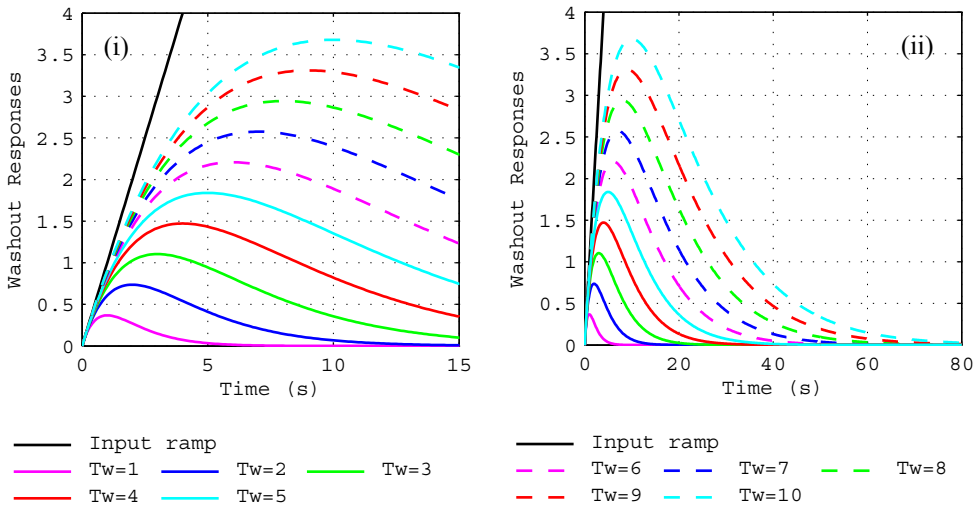 4
3.5
3
2.5
2
1.5
1
0.5
0
Washout Responses
(i)
0 5 10 15
Time (s)
Input ramp
Tw=1 Tw=2 Tw=3
Tw=4 Tw=5
4
3.5
3
2.5
2
1.5
1
0.5
0
Washout Responses
(ii)
0 20 40 60 80
Time (s)
Input ramp
Tw=6 Tw=7 Tw=8
Tw=9 Tw=10